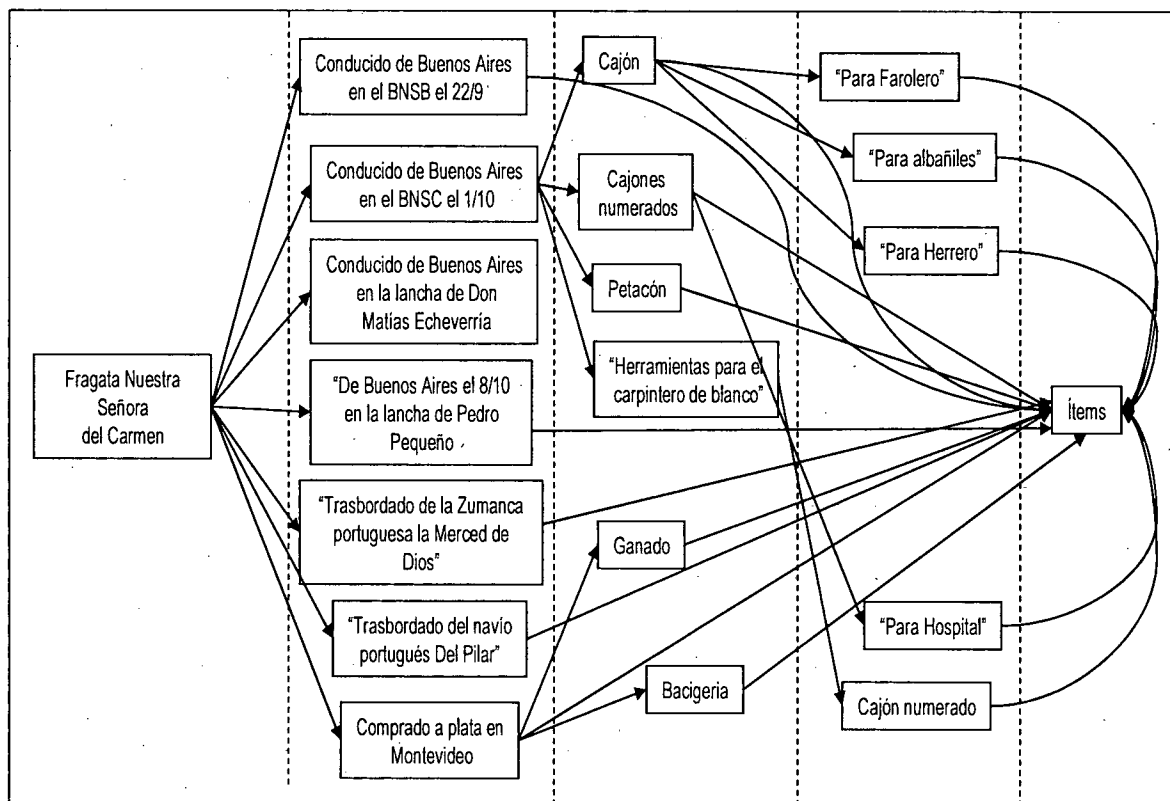 Fragata Nuestra
Señora
del Carmen
Conducido de Buenos Aires
en el BNSB el 22/9
Conducido de Buenos Aires
en el BNSC el 1/10
Conducido de Buenos Aires
en la lancha de Don
Matías Echeverría
“De Buenos Aires el 8/10
en la lancha de Pedro
Pequeño
“Trasbordado de la Zumanca
portuguesa la Merced de
Dios”
“Trasbordado del navío
portugués Del Pilar”
Comprado a plata en
Montevideo
Cajón
Cajones
numerados
Petacón
“Herramientas para el
carpintero de blanco”
Ganado
Bacigeria
“Para Farolero”
“Para albañiles”
“Para Herrero”
“Para Hospital”
Cajón numerado
Ítems